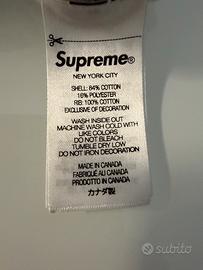 Supreme®
NEW YORK CITY
SHELL: 84% COTTON
16% POLYESTER
RIB: 100% COTTON
EXCLUSIVE OF DECORATION
WASH INSIDE OUT
MACHINE WASH COLD WITH
LIKE COLORS
DO NOT BLEACH
TUMBLE DRY LOW
DO NOT IRON DECORATION
MADE IN CANADA
FABRIQUÉ AU CANADA
PRODOTTO IN CANADA
カナダ製
subito